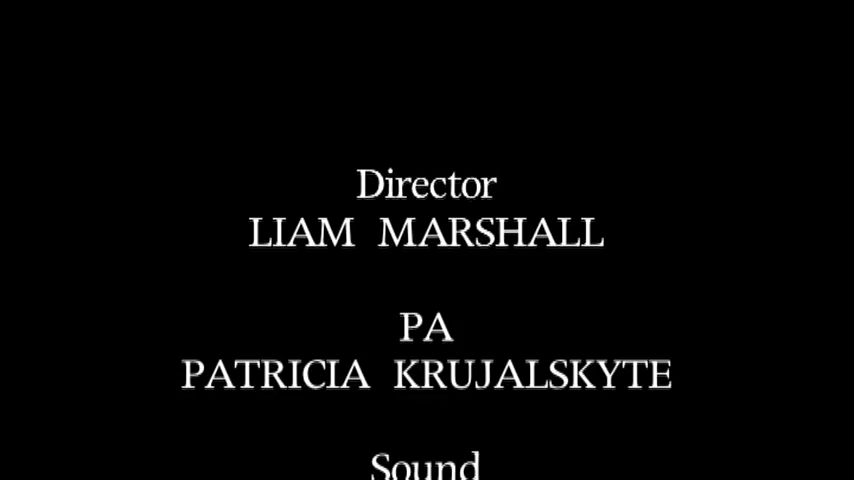 Director
LIAM MARSHALL
PA
PATRICIA KRUJALSKYTE
Sound